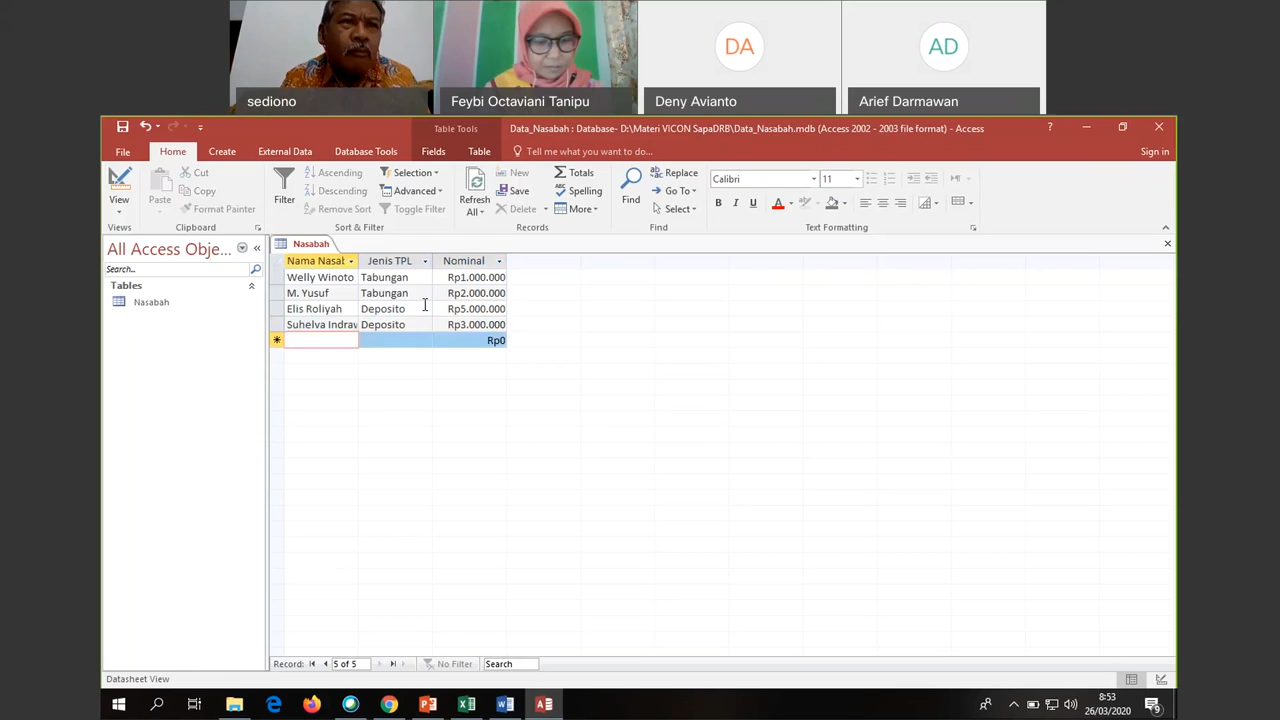 sediono
Feybi Octaviani Tanipu
DA
Deny Avianto
AD
Arief Darmawan
Table Tools
Data_Nasabah : Database- D:\Materi VICON SapaDRB\Data_Nasabah.mdb (Access 2002 - 2003 file format) - Access
?
File Home Create External Data Database Tools Fields Table Tell me what you want to do... Sign in
View
Views
Paste
Cut
Copy
Format Painter
Clipboard
Filter
Ascending
Descending
Remove Sort
Selection
Advanced
Toggle Filter
Sort & Filter
Refresh
All
New
Save
Delete
Totals
Spelling
More
Records
Find
Replace
Go To
Select
Find
Calibri 11
B I U
A
Text Formatting
All Access Obje...
Search...
Tables
Nasabah
Nasabah
Nama Nasab Jenis TPL Nominal
Welly Winoto Tabungan Rp1.000.000
M. Yusuf Tabungan Rp2.000.000
Elis Roliyah Deposito Rp5.000.000
Suhelva Indraw Deposito Rp3.000.000
Rp0
Record: 5 of 5 No Filter Search
Datasheet View
8:53
26/03/2020
9